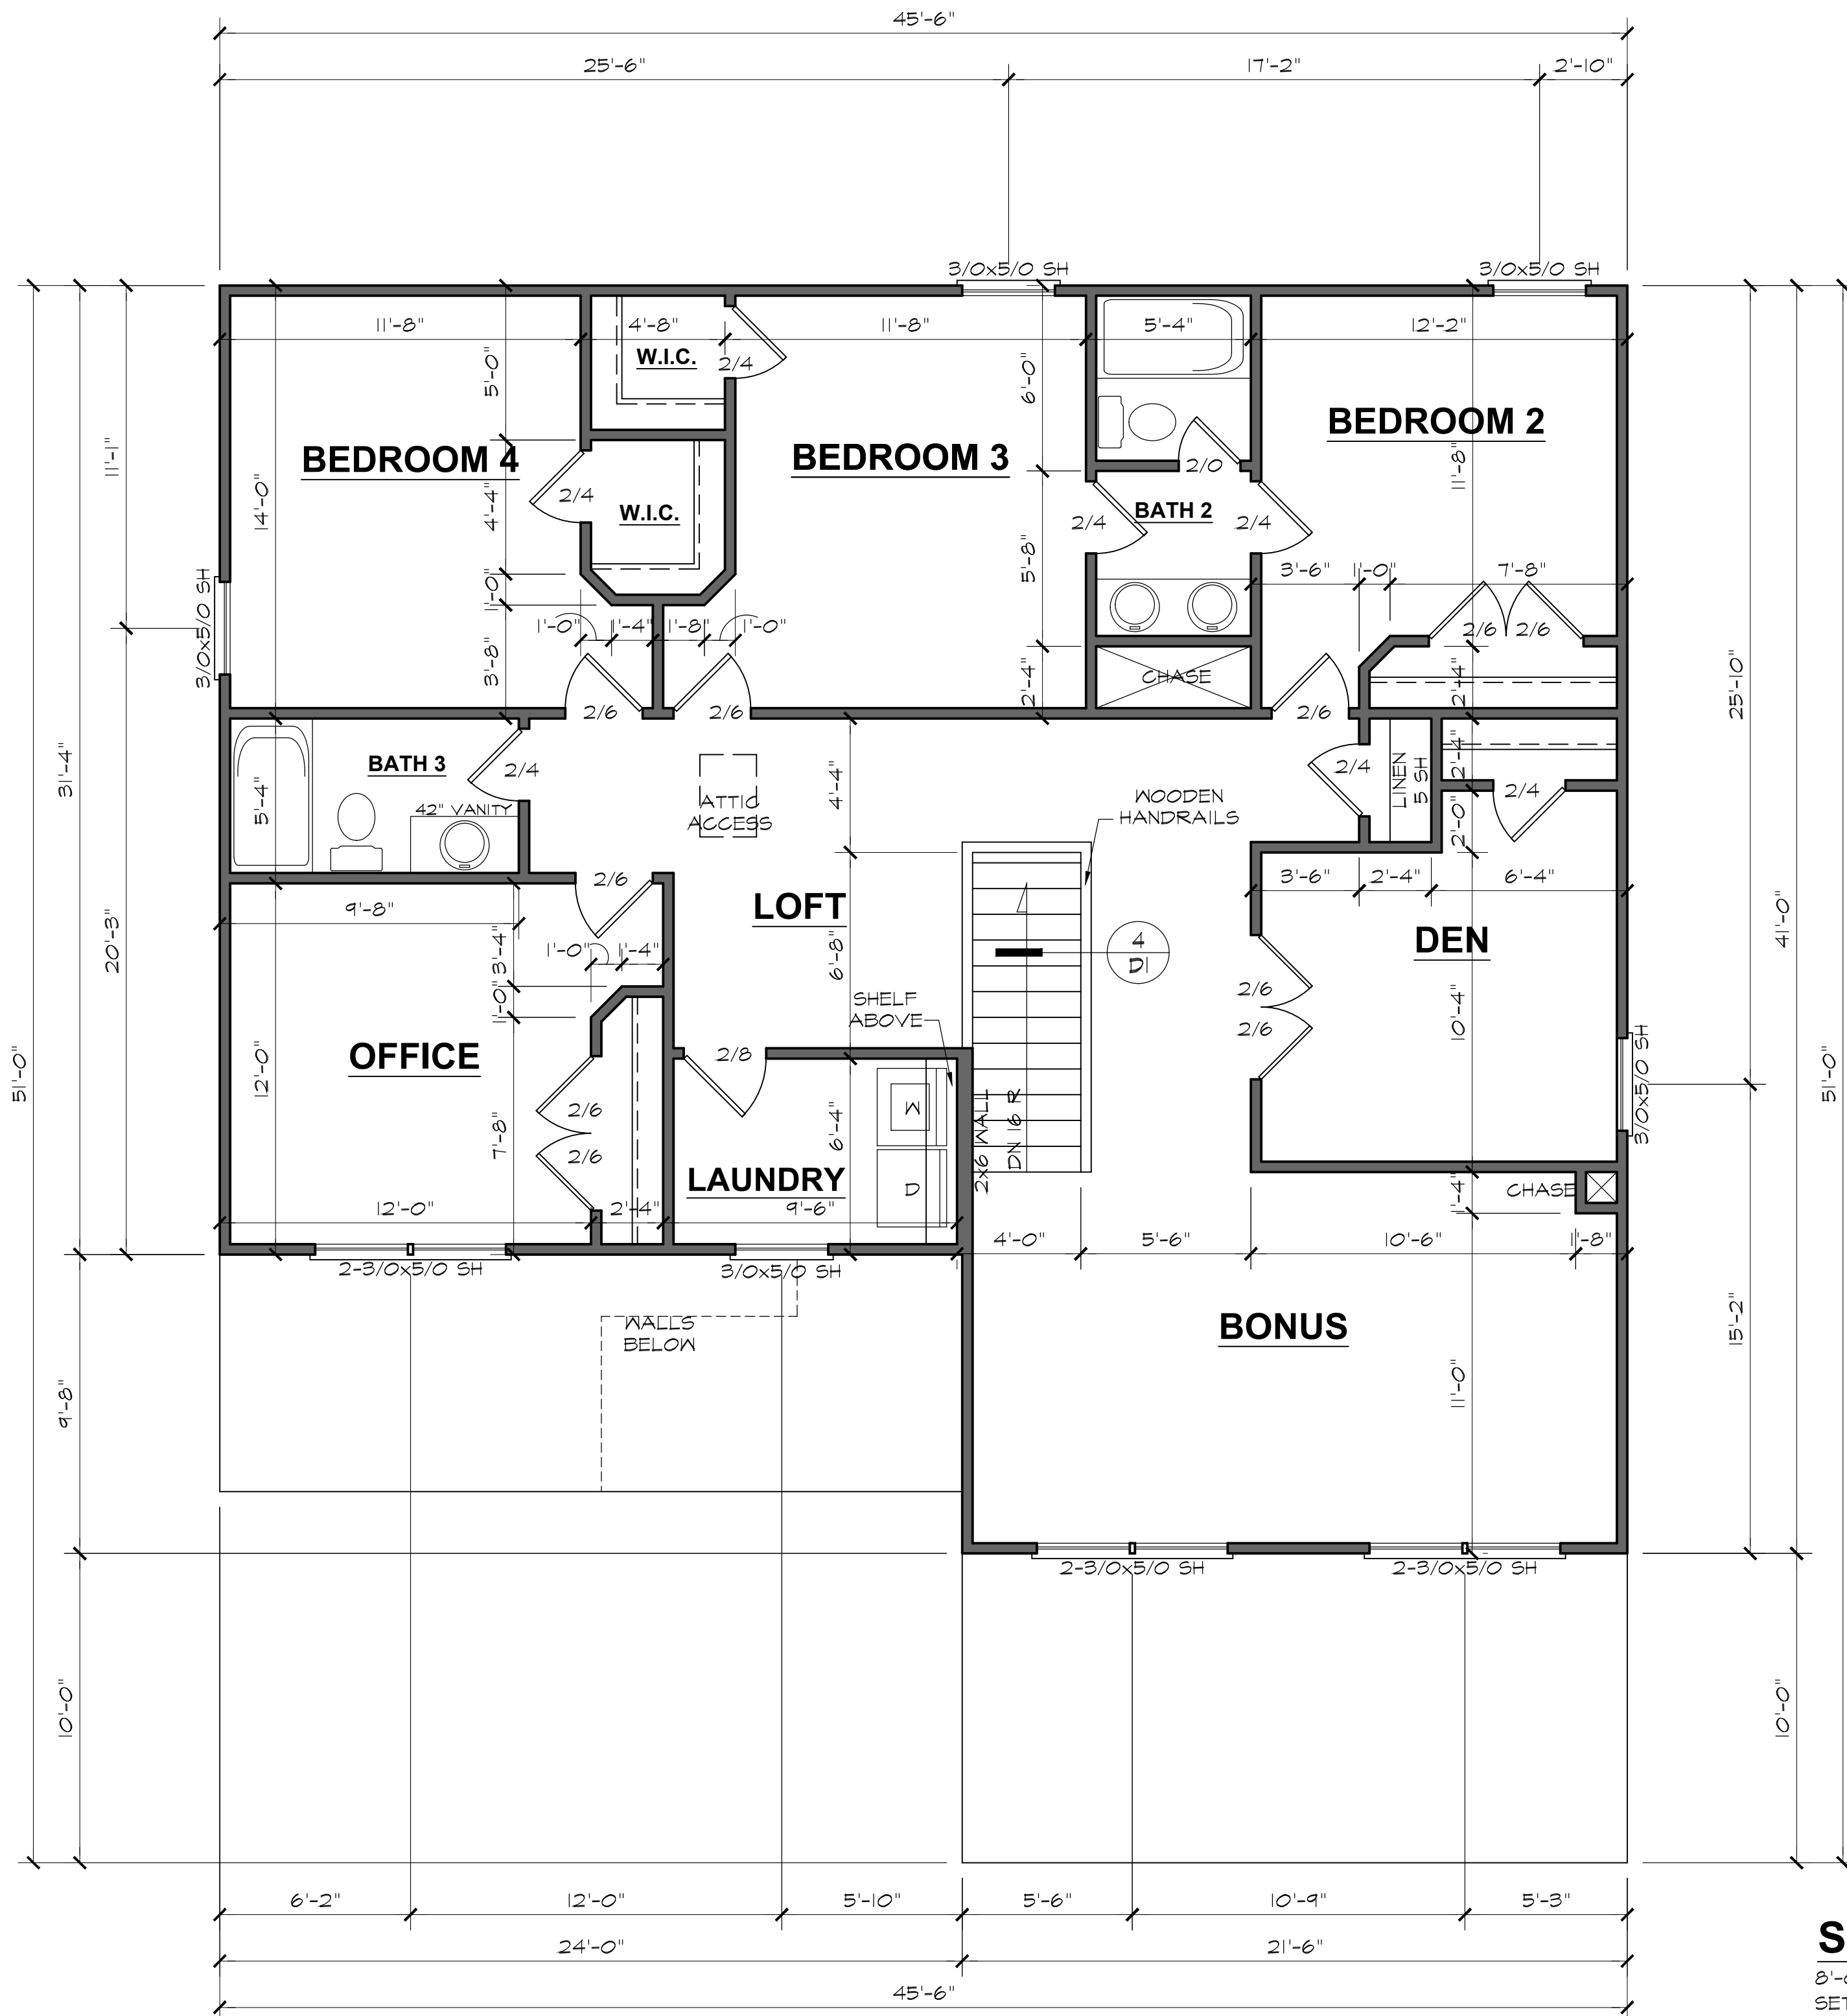 45'-6"
25'-6"
17'-2"
2'-10"
3/0x5/0 SH
3/0x5/0 SH
11'-8"
4'-8"
11'-8"
5'-4"
12'-2"
W.I.C.
2/4
5'-0"
6'-0"
BEDROOM 4
BEDROOM 3
BEDROOM 2
11'-8"
11'-1"
14'-0"
4'-4"
2/4
W.I.C.
2/0
2/4
BATH 2
2/4
5'-8"
3/0x5/0 SH
1'-0"
3'-6"
1'-0"
7'-8"
1'-0"
1'-4"
1'-8"
1'-0"
2/6
2/6
3'-8"
2'-4"
CHASE
2'-4"
2/6
2/6
2/6
25'-10"
31'-4"
BATH 3
2/4
5'-4"
42" VANITY
ATTIC
ACCESS
4'-4"
WOODEN
HANDRAILS
2/4
LINEN
5 SH
2'-4"
2/4
2'-0"
20'-3"
2/6
9'-8"
LOFT
3'-6"
2'-4"
6'-4"
41'-0"
DEN
1'-0"
1'-4"
3'-4"
1'-0"
6'-8"
4
D1
2/6
2/6
10'-4"
SHELF
ABOVE
51'-0"
OFFICE
12'-0"
2/8
3/0x5/0 SH
51'-0"
2/6
2/6
7'-8"
6'-4"
W
D
2x6 WALL
DN 16 R
LAUNDRY
CHASE
1'-4"
12'-0"
2'-4"
9'-6"
4'-0"
5'-6"
10'-6"
1'-8"
2-3/0x5/0 SH
3/0x5/0 SH
WALLS
BELOW
BONUS
15'-2"
9'-8"
11'-0"
2-3/0x5/0 SH
2-3/0x5/0 SH
10'-0"
10'-0"
6'-2"
12'-0"
5'-10"
5'-6"
10'-9"
5'-3"
24'-0"
21'-6"
45'-6"
S
SET